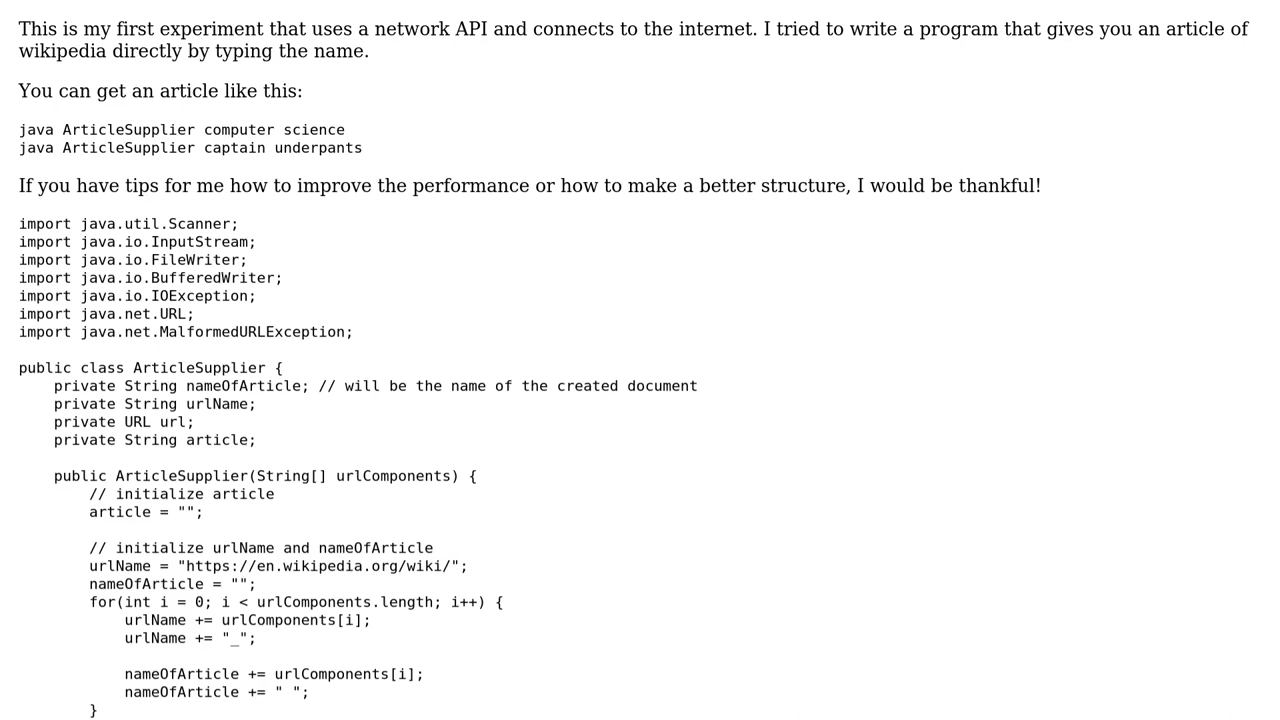 This is my first experiment that uses a network API and connects to the internet. I tried to write a program that gives you an article of
wikipedia directly by typing the name.
You can get an article like this:
java ArticleSupplier computer science
java ArticleSupplier captain underpants
If you have tips for me how to improve the performance or how to make a better structure, I would be thankful!
import java.util.Scanner;
import java.io.InputStream;
import java.io.FileWriter;
import java.io.BufferedWriter;
import java.io.IOException;
import java.net.URL;
import java.net.MalformedURLException;
public class ArticleSupplier {
    private String nameOfArticle; // will be the name of the created document
    private String urlName;
    private URL url;
    private String article;
    public ArticleSupplier(String[] urlComponents) {
        // initialize article
        article = "";
        // initialize urlName and nameOfArticle
        urlName = "https://en.wikipedia.org/wiki/";
        nameOfArticle = "";
        for(int i = 0; i < urlComponents.length; i++) {
            urlName += urlComponents[i];
            urlName += "_";
            nameOfArticle += urlComponents[i];
            nameOfArticle += " ";
        }